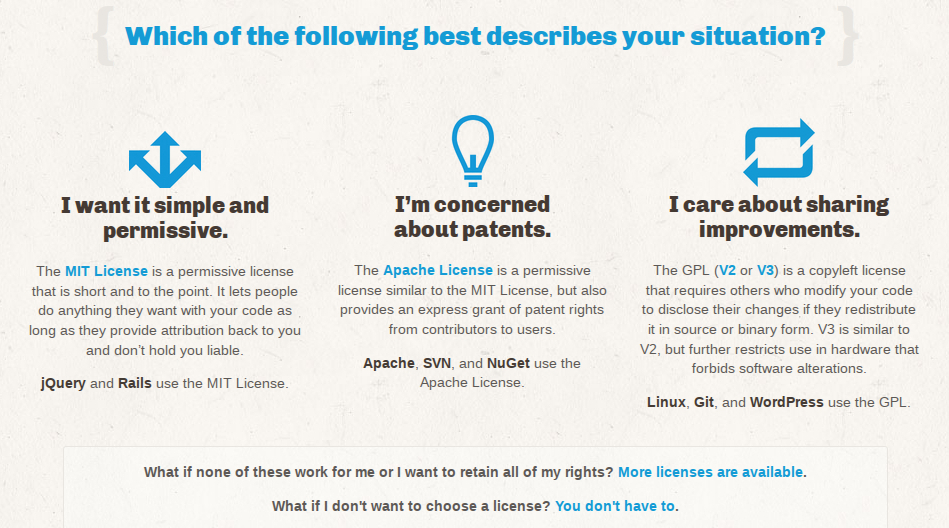 { Which of the following best describes your situation? }
I want it simple and
permissive.
The MIT License is a permissive license
that is short and to the point. It lets people
do anything they want with your code as
long as they provide attribution back to you
and don't hold you liable.
jQuery and Rails use the MIT License.
I'm concerned
about patents.
The Apache License is a permissive
license similar to the MIT License, but also
provides an express grant of patent rights
from contributors to users.
Apache, SVN, and NuGet use the
Apache License.
I care about sharing
improvements.
The GPL (V2 or V3) is a copyleft license
that requires others who modify your code
to disclose their changes if they redistribute
it in source or binary form. V3 is similar to
V2, but further restricts use in hardware that
forbids software alterations.
Linux, Git, and WordPress use the GPL.
What if none of these work for me or I want to retain all of my rights? More licenses are available.
What if I don't want to choose a license? You don't have to.